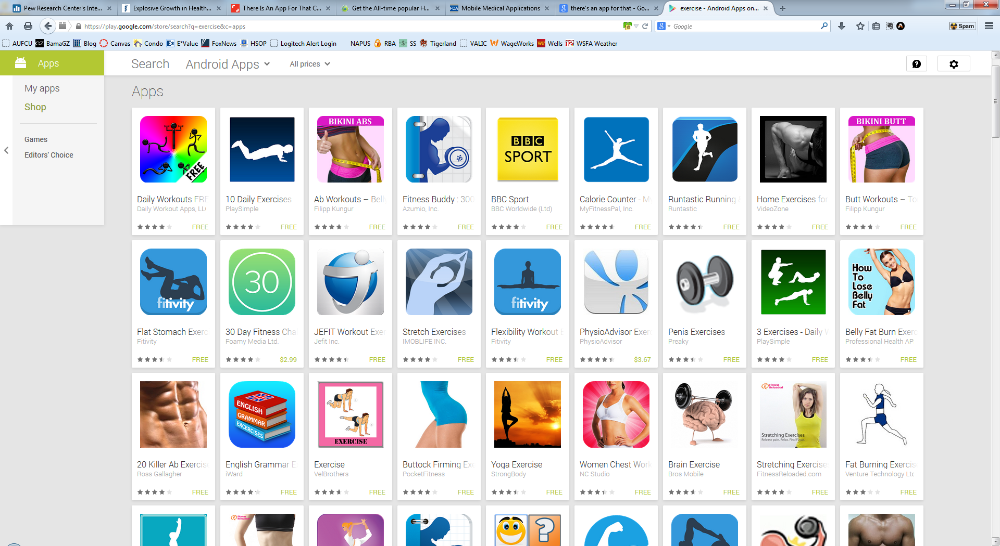 Pew Research Center's Inte...
Explosive Growth in Health...
There Is An App For That C...
Get the All-time popular H...
FDA Mobile Medical Applications
there's an app for that - Go...
exercise - Android Apps on...
https://play.google.com/store/search?q=exercise&c=apps
Google
Spam
AUFCU GZ BamaGZ Blog Canvas Condo E* E*Value FoxNews HSOP Logitech Alert Login NAPUS RBA SS Tigerland VALIC WageWorks WF Wells 12 WSFA Weather
Apps
Search Android Apps All prices
My apps
Shop
Games
Editors' Choice
Apps
FREE
BIKINI ABS
BBC
SPORT
BIKINI BUTT
Daily Workouts FRE 10 Daily Exercises Ab Workouts – Bell Fitness Buddy : 300 BBC Sport Calorie Counter - My Runtastic Running & Home Exercises for Butt Workouts – To
Daily Workout Apps, LL PlaySimple Filipp Kungur Azumio, Inc. BBC Worldwide (Ltd) MyFitnessPal, Inc. Runtastic VideoZone Filipp Kungur
FREE FREE FREE FREE FREE FREE FREE FREE FREE
fitivity
30
fitivity
How
To
Lose
Belly
Fat
Flat Stomach Exerc 30 Day Fitness Cha JEFIT Workout Exer Stretch Exercises Flexibility Workout E PhysioAdvisor Exerc Penis Exercises 3 Exercises - Daily W Belly Fat Burn Exerc
Fitivity Foamy Media Ltd. Jefit Inc. IMOBLIFE INC. Fitivity PhysioAdvisor Preaky PlaySimple Professional Health AP
FREE $2.99 FREE FREE FREE $3.67 FREE FREE FREE
ENGLISH
GRAMMAR
EXCERCISES
EXERCISE
Fitness
Reloaded
Stretching Exercises
Release pain. Relax. Find Focus.
20 Killer Ab Exercise English Grammar E Exercise Buttock Firming Exe Yoga Exercise Women Chest Work Brain Exercise Stretching Exercises Fat Burning Exercis
Ross Gallagher iWard VelBrothers PocketFitness StrongBody NC Studio Bros Mobile FitnessReloaded.com Venture Technology Ltd
FREE FREE FREE FREE FREE FREE FREE FREE FREE
Fitness
Reloaded
?